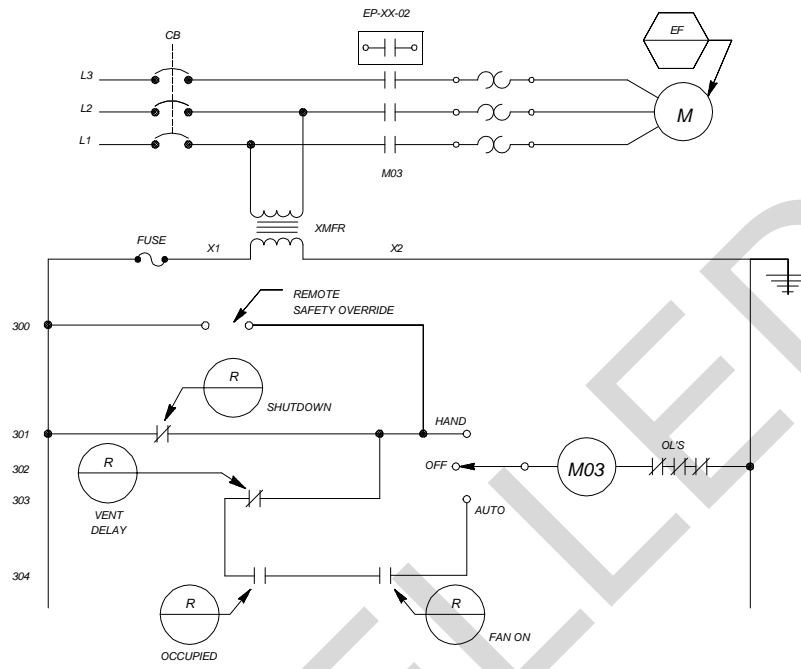 EP-XX-02
CB
EF
L3
L2
M
L1
M03
XMFR
FUSE
X1
X2
REMOTE
SAFETY OVERRIDE
300
R
SHUTDOWN
HAND
301
OL'S
R
302
OFF
M03
303
VENT
DELAY
AUTO
304
R
R
OCCUPIED
FAN ON